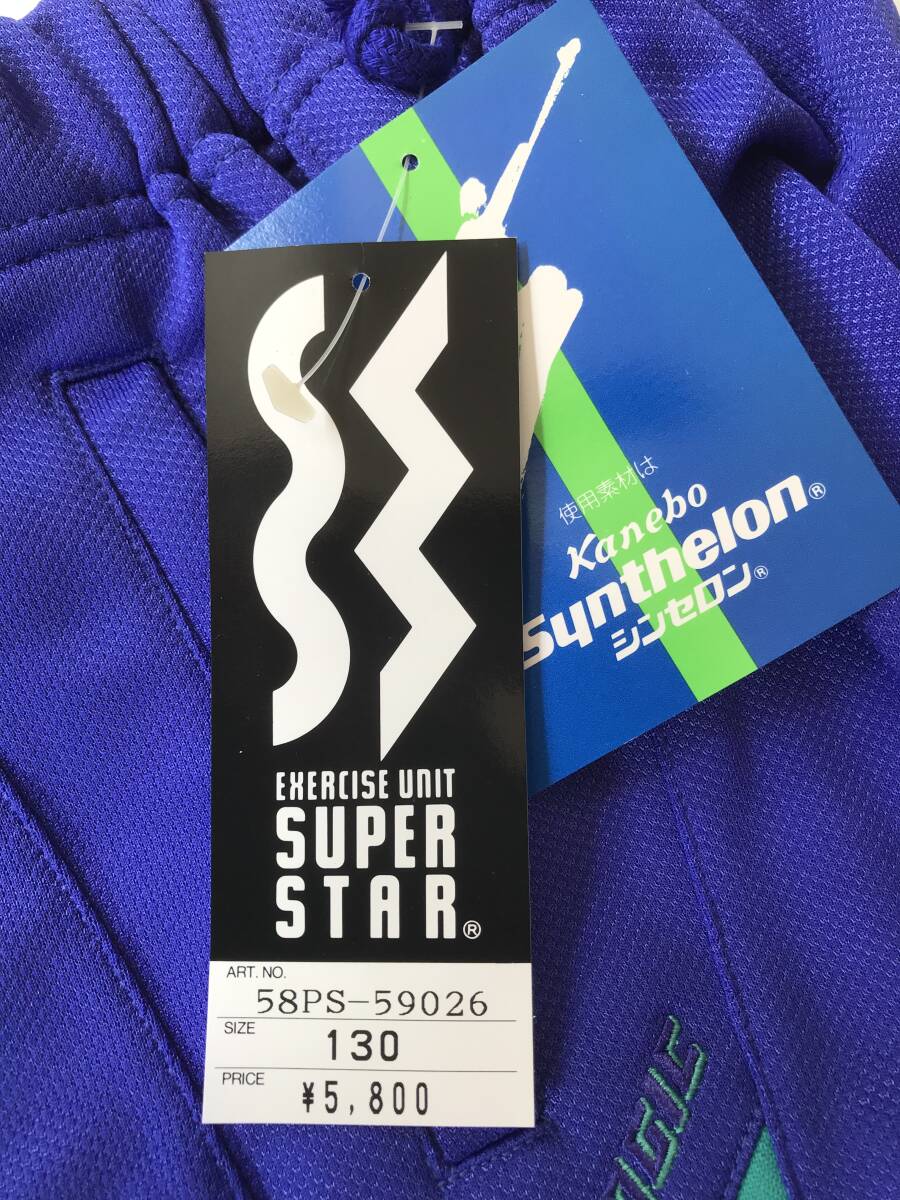 使用素材は
Kanebo
Synthelon®
シンセロン®
EXERCISE UNIT
SUPER
STAR®
ART. NO.
58PS-59026
SIZE
130
PRICE
¥5,800